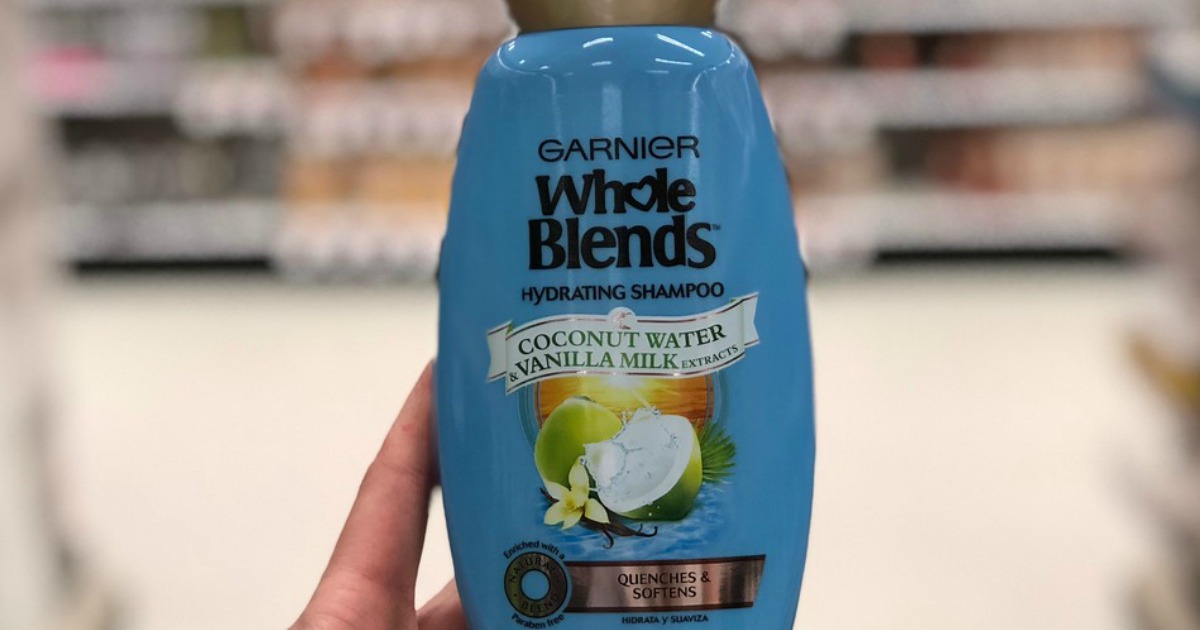 GARNIER
Whole
Blends™
HyDRATING SHAMPOO
COCONUT WATER
& VANILLA MILK EXTRACTS
Enriched with a
NATURAL
BLEND
Paraben free
QUENCHES &
SOFTENS
HIDRATA y SUAVIZA